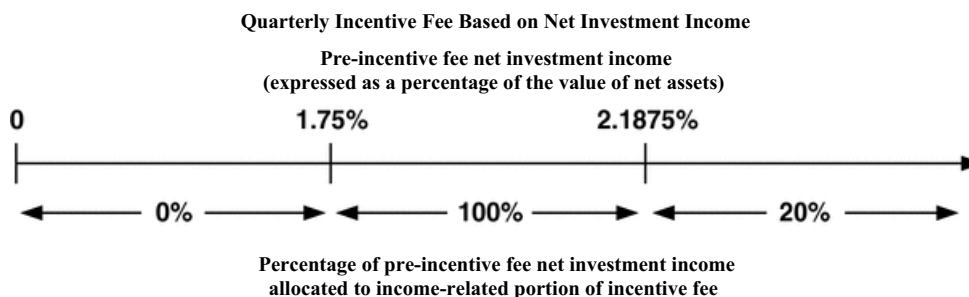 Quarterly Incentive Fee Based on Net Investment Income
Pre-incentive fee net investment income
(expressed as a percentage of the value of net assets)
0 1.75% 2.1875%
0% 100% 20%
Percentage of pre-incentive fee net investment income
allocated to income-related portion of incentive fee